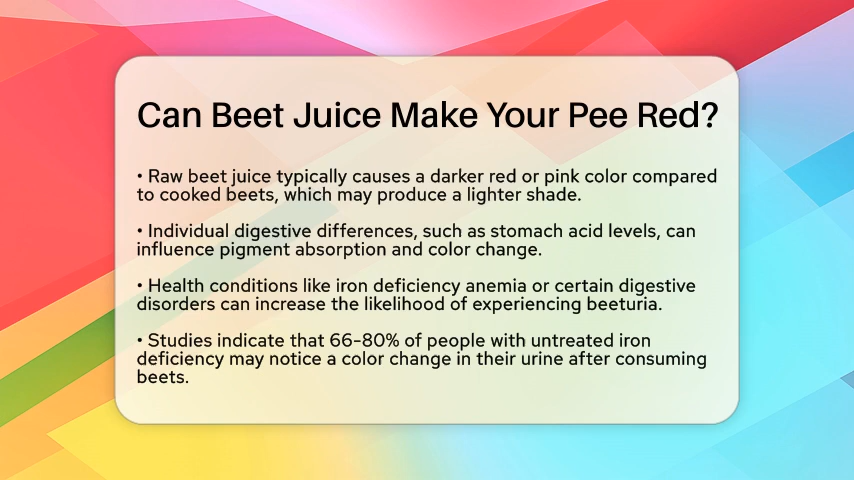 Can Beet Juice Make Your Pee Red?
• Raw beet juice typically causes a darker red or pink color compared
to cooked beets, which may produce a lighter shade.
• Individual digestive differences, such as stomach acid levels, can
influence pigment absorption and color change.
• Health conditions like iron deficiency anemia or certain digestive
disorders can increase the likelihood of experiencing beeturia.
• Studies indicate that 66–80% of people with untreated iron
deficiency may notice a color change in their urine after consuming
beets.